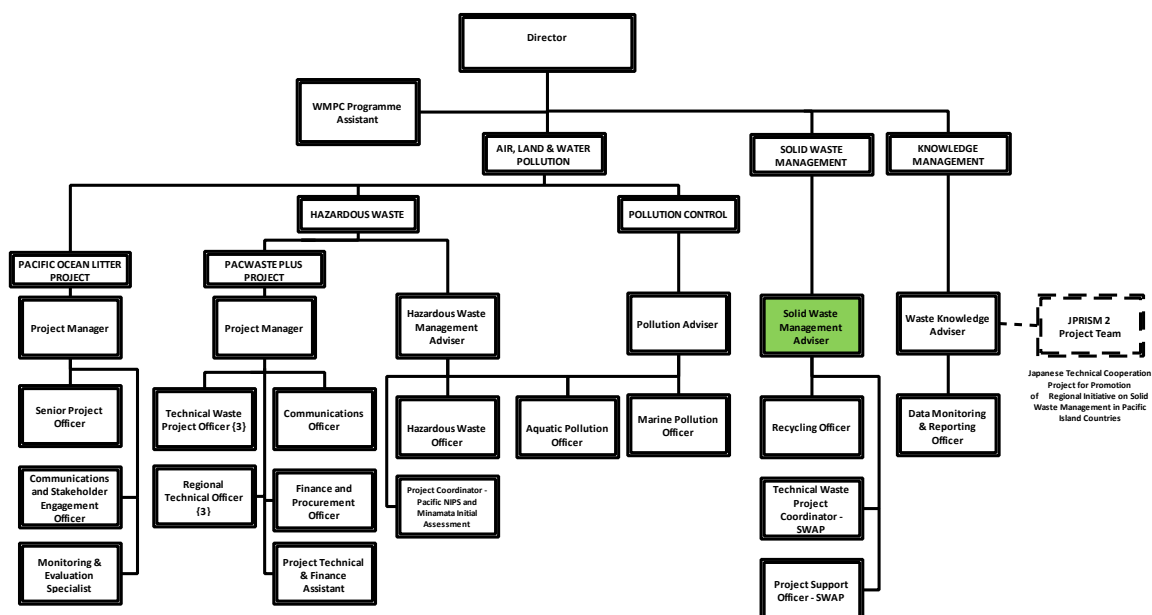 Director
WMPC Programme
Assistant
AIR, LAND & WATER
POLLUTION
SOLID WASTE
MANAGEMENT
KNOWLEDGE
MANAGEMENT
HAZARDOUS WASTE
POLLUTION CONTROL
PACIFIC OCEAN LITTER
PROJECT
PACWASTE PLUS
PROJECT
Project Manager
Project Manager
Hazardous Waste
Management
Adviser
Pollution Adviser
Solid Waste
Management
Adviser
Waste Knowledge
Adviser
JPRISM 2
Project Team
Japanese Technical Cooperation
Project for Promotion
of Regional Initiative on Solid
Waste Management in Pacific
Island Countries
Senior Project
Officer
Technical Waste
Project Officer {3}
Communications
Officer
Hazardous Waste
Officer
Aquatic Pollution
Officer
Marine Pollution
Officer
Recycling Officer
Data Monitoring
& Reporting
Officer
Communications
and Stakeholder
Engagement
Officer
Regional
Technical Officer
{3}
Finance and
Procurement
Officer
Project Coordinator -
Pacific NIPS and
Minamata Initial
Assessment
Technical Waste
Project
Coordinator -
SWAP
Monitoring &
Evaluation
Specialist
Project Technical
& Finance
Assistant
Project Support
Officer - SWAP